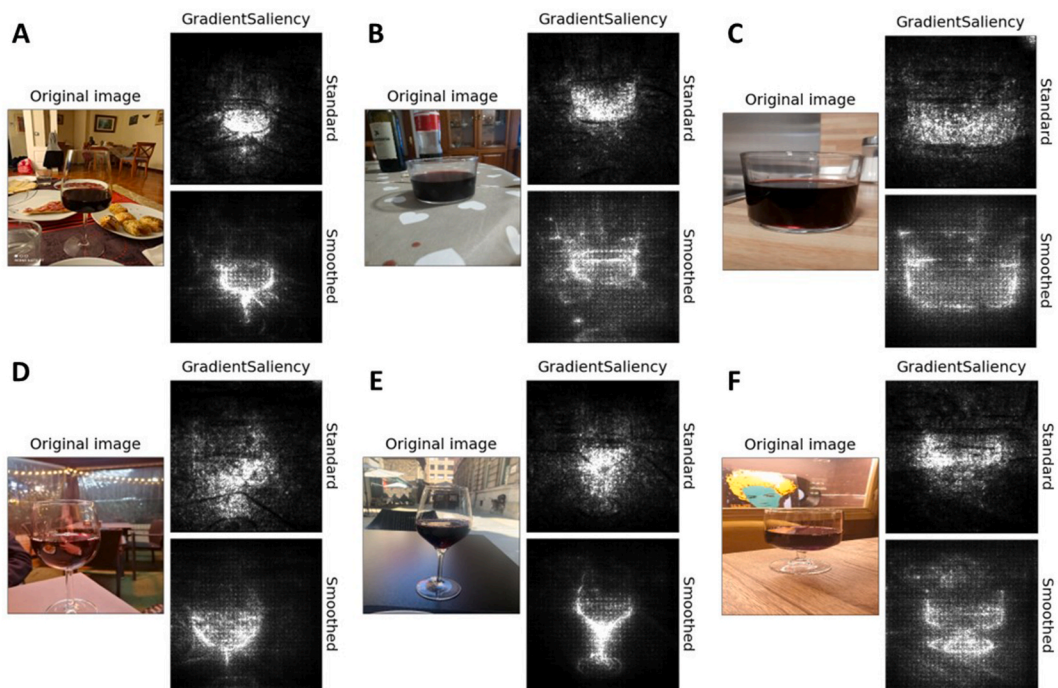 A
GradientSaliency
Original image
Standard
Smoothed
B
GradientSaliency
Original image
Standard
Smoothed
C
GradientSaliency
Original image
Standard
Smoothed
D
GradientSaliency
Original image
Standard
Smoothed
E
GradientSaliency
Original image
Standard
Smoothed
F
GradientSaliency
Original image
Standard
Smoothed